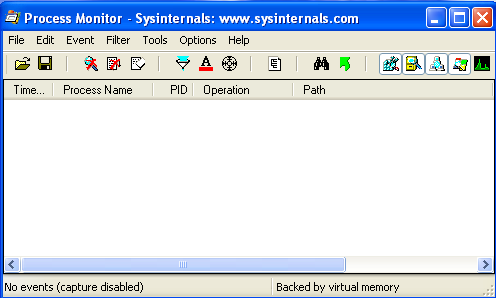 Process Monitor - Sysinternals: www.sysinternals.com
File Edit Event Filter Tools Options Help
A
Time... Process Name PID Operation Path
No events (capture disabled) Backed by virtual memory